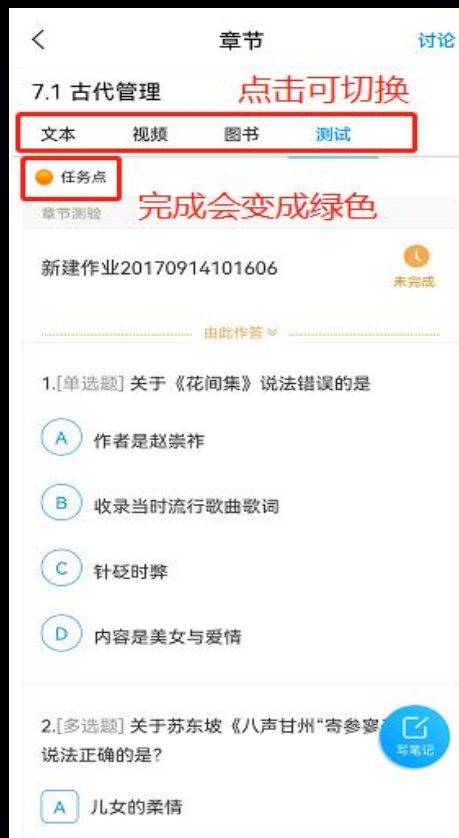 章节 讨论
7.1 古代管理 点击可切换
文本 视频 图书 测试
任务点
完成会变成绿色
章节测验
新建作业20170914101606
未完成
由此作答
1.[单选题] 关于《花间集》说法错误的是
A 作者是赵崇祚
B 收录当时流行歌曲歌词
C 针砭时弊
D 内容是美女与爱情
2.[多选题] 关于苏东坡《八声甘州“寄参寥
说法正确的是?
写笔记
A 儿女的柔情